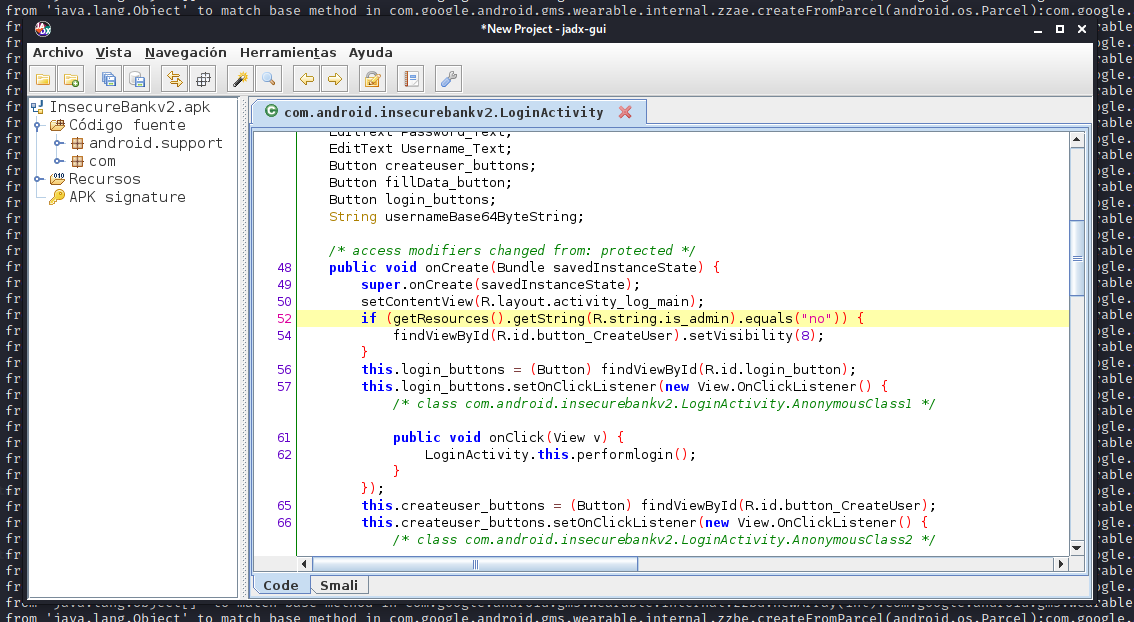 from 'java.lang.Object' to match base method in com.google.android.gms.wearable.internal.zzae.createFromParcel(android.os.Parcel):com.google.
*New Project - jadx-gui
Archivo Vista Navegación Herramientas Ayuda
InsecureBankv2.apk
Código fuente
android.support
com
Recursos
APK signature
com.android.insecurebankv2.LoginActivity
EditText Password_Text;
EditText Username_Text;
Button createuser_buttons;
Button fillData_button;
Button login_buttons;
String usernameBase64ByteString;
/* access modifiers changed from: protected */
48 public void onCreate(Bundle savedInstanceState) {
49 super.onCreate(savedInstanceState);
50 setContentView(R.layout.activity_log_main);
52 if (getResources().getString(R.string.is_admin).equals("no")) {
54 findViewById(R.id.button_CreateUser).setVisibility(8);
}
56 this.login_buttons = (Button) findViewById(R.id.login_button);
57 this.login_buttons.setOnClickListener(new View.OnClickListener() {
/* class com.android.insecurebankv2.LoginActivity.AnonymousClass1 */
61 public void onClick(View v) {
62 LoginActivity.this.performlogin();
}
});
65 this.createuser_buttons = (Button) findViewById(R.id.button_CreateUser);
66 this.createuser_buttons.setOnClickListener(new View.OnClickListener() {
/* class com.android.insecurebankv2.LoginActivity.AnonymousClass2 */
Code Smali
from 'java.lang.Object' to match base method in com.google.android.gms.wearable.internal.zzbe.createFromParcel(android.os.Parcel):com.google.